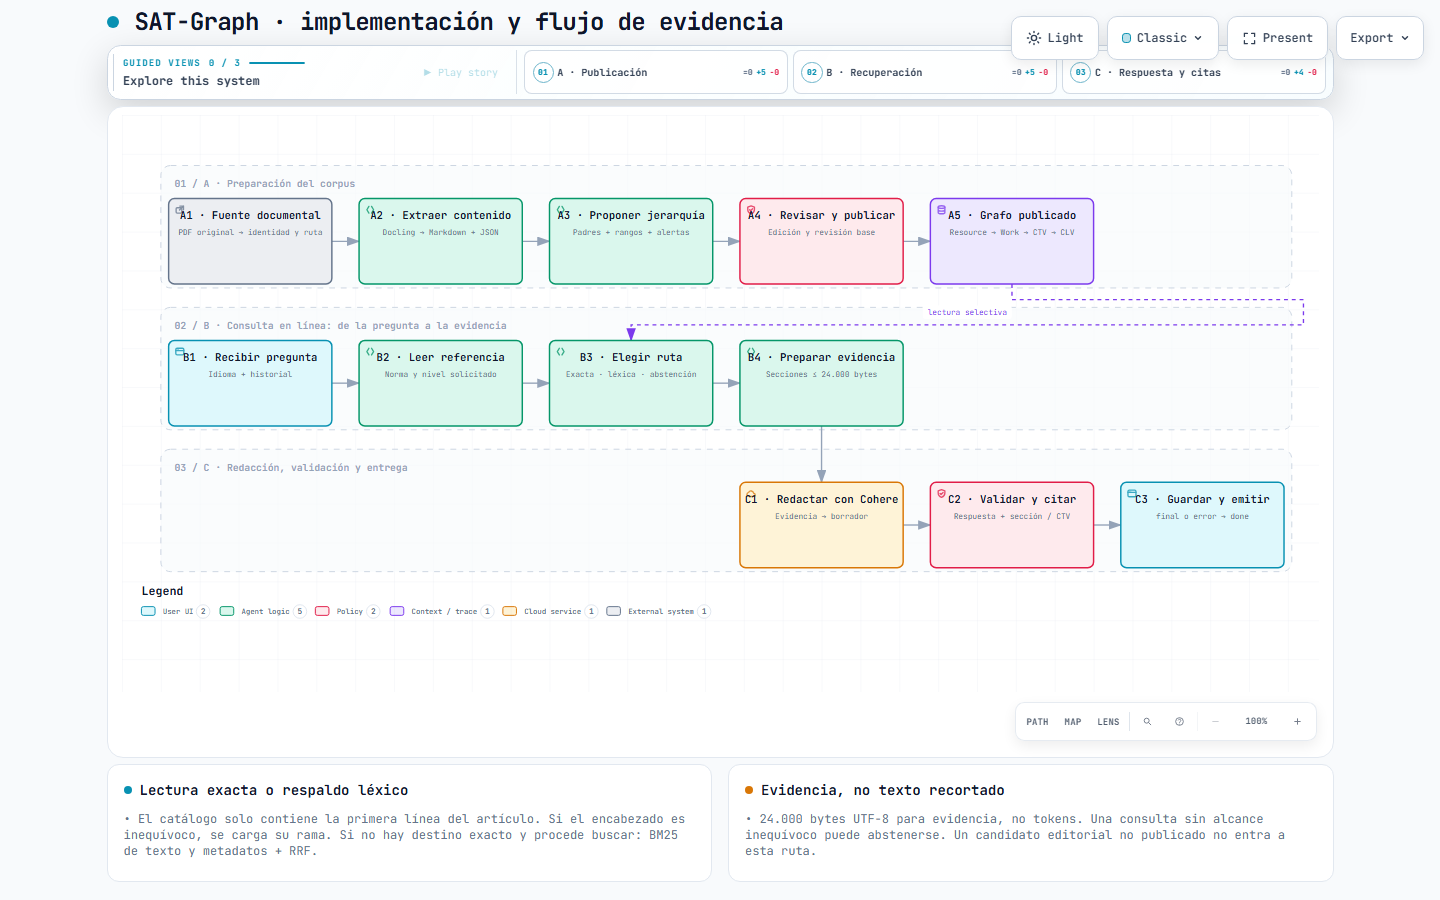 SAT-Graph · implementación y flujo de evidencia
Light
Classic
Present
Export
GUIDED VIEWS 0 / 3
Explore this system
Play story
01 A · Publicación =0 +5 -0
02 B · Recuperación =0 +5 -0
03 C · Respuesta y citas =0 +4 -0
01 / A · Preparación del corpus
A1 · Fuente documental
PDF original → identidad y ruta
A2 · Extraer contenido
Docling → Markdown + JSON
A3 · Proponer jerarquía
Padres + rangos + alertas
A4 · Revisar y publicar
Edición y revisión base
A5 · Grafo publicado
Resource → Work → CTV → CLV
lectura selectiva
02 / B · Consulta en línea: de la pregunta a la evidencia
B1 · Recibir pregunta
Idioma + historial
B2 · Leer referencia
Norma y nivel solicitado
B3 · Elegir ruta
Exacta · léxica · abstención
B4 · Preparar evidencia
Secciones ≤ 24.000 bytes
03 / C · Redacción, validación y entrega
C1 · Redactar con Cohere
Evidencia → borrador
C2 · Validar y citar
Respuesta + sección / CTV
C3 · Guardar y emitir
final o error → done
Legend
User UI 2
Agent logic 5
Policy 2
Context / trace 1
Cloud service 1
External system 1
PATH MAP LENS
− 100% +
Lectura exacta o respaldo léxico
• El catálogo solo contiene la primera línea del artículo. Si el encabezado es
inequívoco, se carga su rama. Si no hay destino exacto y procede buscar: BM25
de texto y metadatos + RRF.
Evidencia, no texto recortado
• 24.000 bytes UTF-8 para evidencia, no tokens. Una consulta sin alcance
inequívoco puede abstenerse. Un candidato editorial no publicado no entra a
esta ruta.